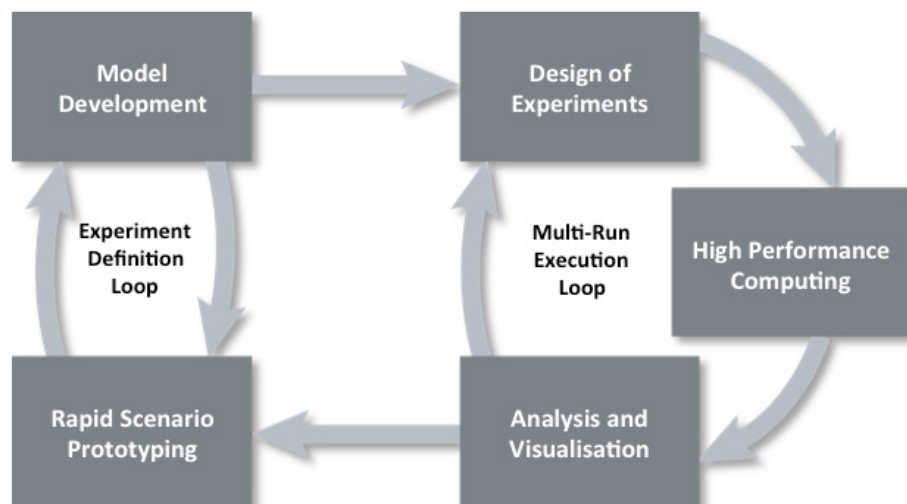 Model
Development
Design of
Experiments
Experiment
Definition
Loop
Multi-Run
Execution
Loop
High Performance
Computing
Rapid Scenario
Prototyping
Analysis and
Visualisation